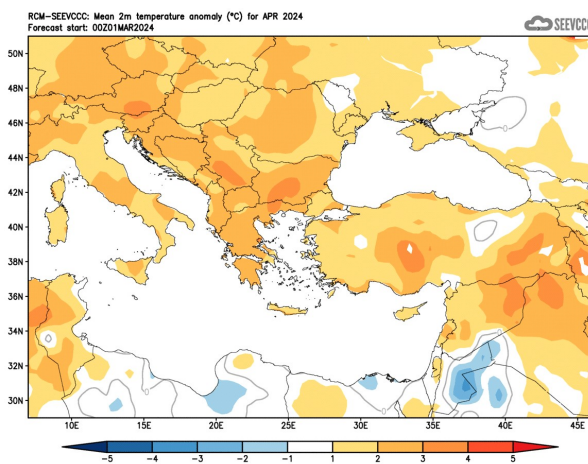 RCM-SEEVCCC: Mean 2m temperature anomaly (°C) for APR 2024
Forecast start: 00Z01MAR2024
SEEVCCC
50N
48N
46N
44N
42N
40N
38N
36N
34N
32N
30N
10E 15E 20E 25E 30E 35E 40E 45E
-5 -4 -3 -2 -1 1 2 3 4 5